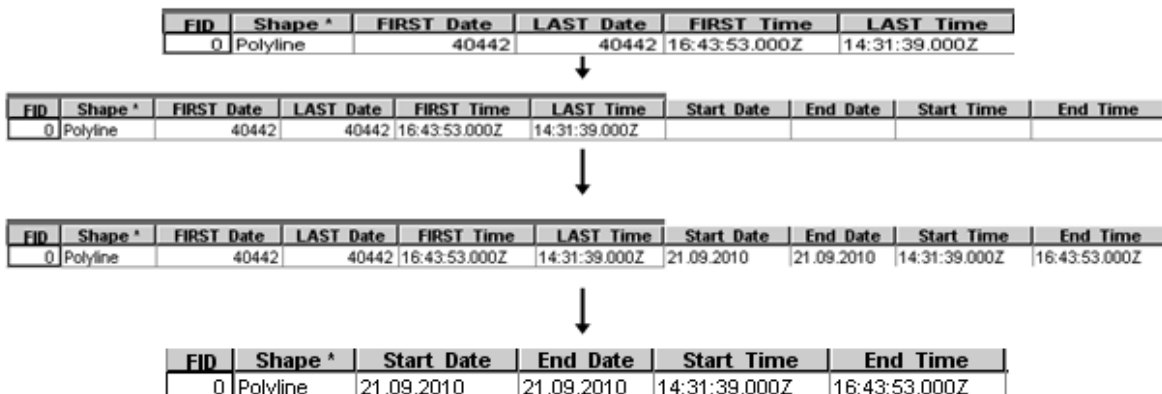 FID Shape * FIRST Date LAST Date FIRST Time LAST Time
0 Polyline 40442 40442 16:43:53.000Z 14:31:39.000Z
FID Shape * FIRST Date LAST Date FIRST Time LAST Time Start Date End Date Start Time End Time
0 Polyline 40442 40442 16:43:53.000Z 14:31:39.000Z
FID Shape * FIRST Date LAST Date FIRST Time LAST Time Start Date End Date Start Time End Time
0 Polyline 40442 40442 16:43:53.000Z 14:31:39.000Z 21.09.2010 21.09.2010 14:31:39.000Z 16:43:53.000Z
FID Shape * Start Date End Date Start Time End Time
0 Polyline 21.09.2010 21.09.2010 14:31:39.000Z 16:43:53.000Z